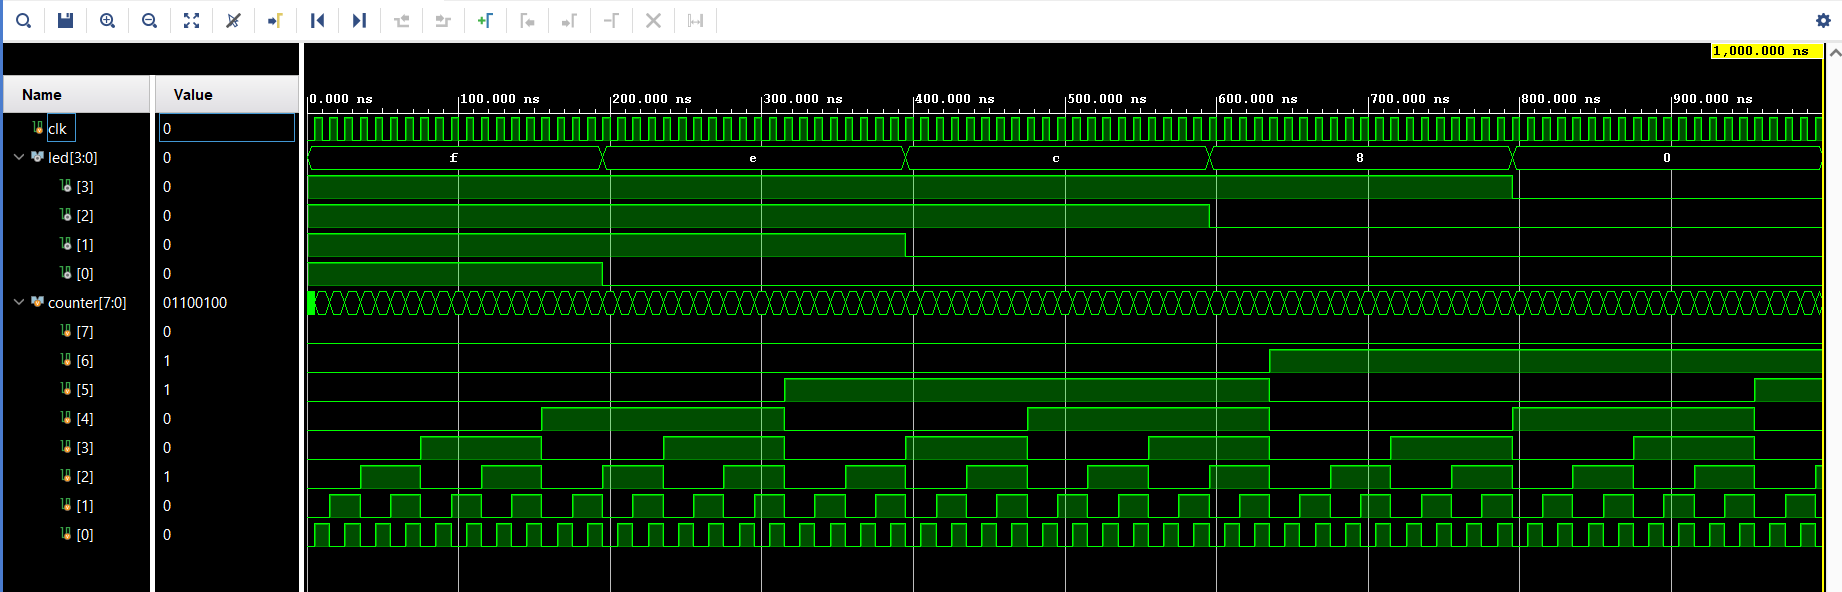 1,000.000 ns
Name Value
0.000 ns 100.000 ns 200.000 ns 300.000 ns 400.000 ns 500.000 ns 600.000 ns 700.000 ns 800.000 ns 900.000 ns
clk 0
led[3:0] 0 f e c 8 0
[3] 0
[2] 0
[1] 0
[0] 0
counter[7:0] 01100100
[7] 0
[6] 1
[5] 1
[4] 0
[3] 0
[2] 1
[1] 0
[0] 0